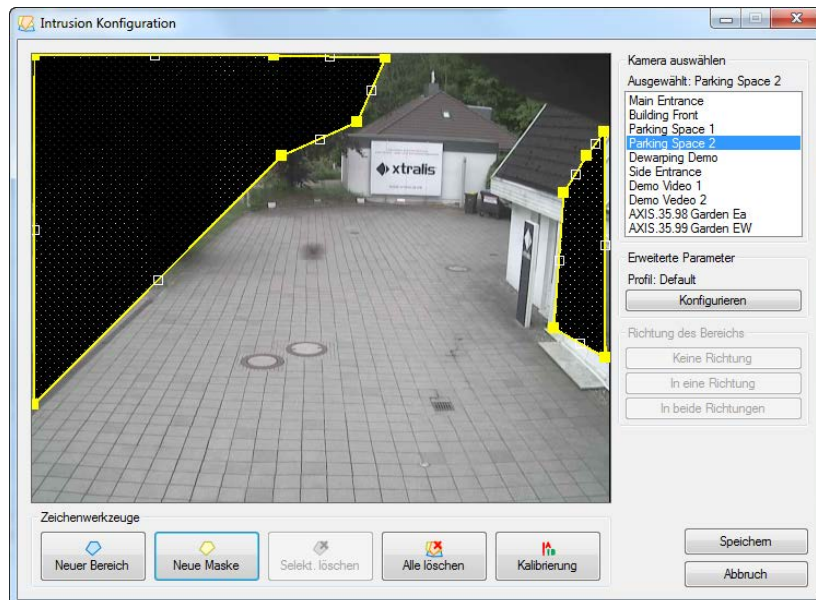 Intrusion Konfiguration
xtralis
Kamera auswählen
Ausgewählt: Parking Space 2
Main Entrance
Building Front
Parking Space 1
Parking Space 2
Dewarping Demo
Side Entrance
Demo Video 1
Demo Vedeo 2
AXIS.35.98 Garden Ea
AXIS.35.99 Garden EW
Erweiterte Parameter
Profil: Default
Konfigurieren
Richtung des Bereichs
Keine Richtung
In eine Richtung
In beide Richtungen
Zeichenwerkzeuge
Neuer Bereich
Neue Maske
Selekt. löschen
Alle löschen
Kalibrierung
Speichern
Abbruch